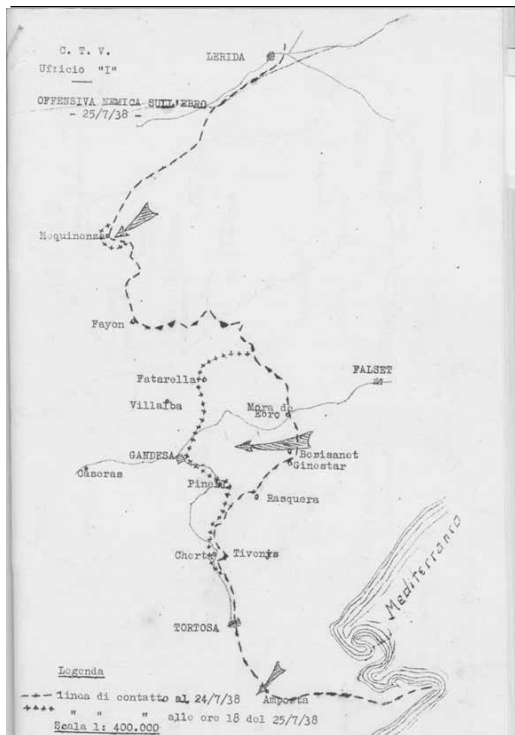 C. T. V.
Ufficio "I"
OFFENSIVA NEMICA SULL'EBRO
- 25/7/38 -
LERIDA
Mequinenza
Fayon
Fatarella
FALSET
Villalba
Mora de
Ebro
GANDESA
Benisanet
Ginestar
Caseras
Pinell
Rasquera
Cherta
Tivenys
Mediterraneo
TORTOSA
Amposta
Legenda
linea di contatto al 24/7/38
" " " alle ore 18 del 25/7/38
Scala 1: 400.000